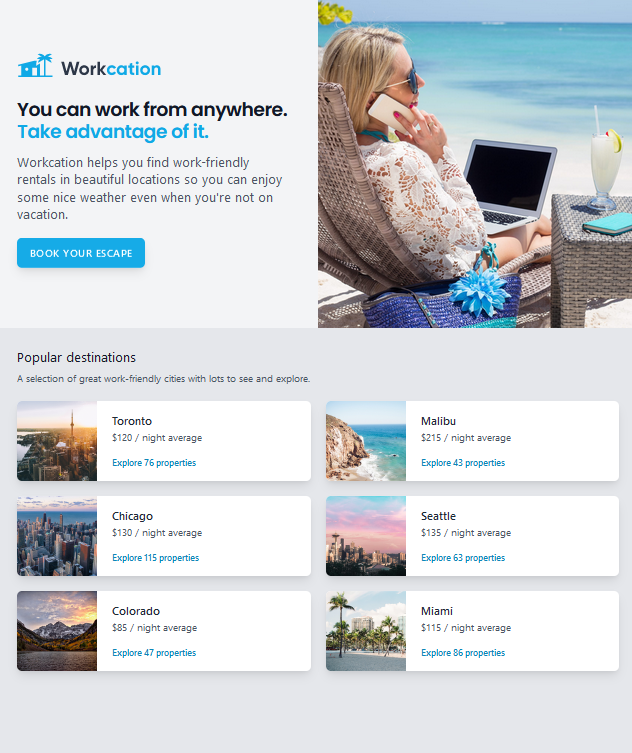 Workcation
You can work from anywhere.
Take advantage of it.
Workcation helps you find work-friendly
rentals in beautiful locations so you can enjoy
some nice weather even when you're not on
vacation.
BOOK YOUR ESCAPE
Popular destinations
A selection of great work-friendly cities with lots to see and explore.
Toronto
$120 / night average
Explore 76 properties
Malibu
$215 / night average
Explore 43 properties
Chicago
$130 / night average
Explore 115 properties
Seattle
$135 / night average
Explore 63 properties
Colorado
$85 / night average
Explore 47 properties
Miami
$115 / night average
Explore 86 properties